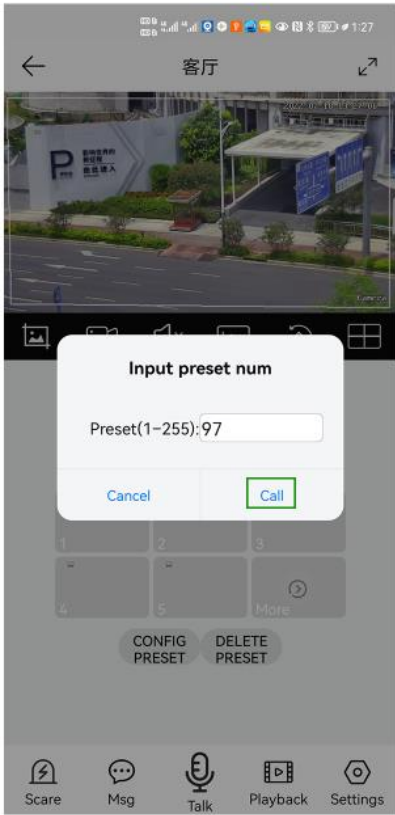 1:27
客厅
P
Camera
Input preset num
Preset(1-255):97
Cancel
Call
1
2
3
4
5
More
CONFIG PRESET
DELETE PRESET
Scare
Msg
Talk
Playback
Settings